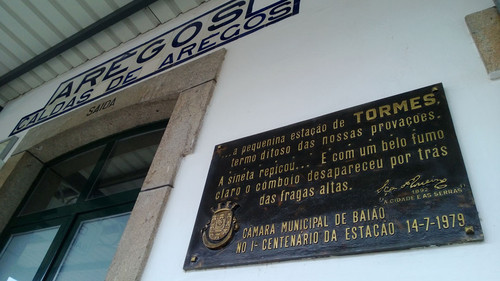 AREGOS
CALDAS DE AREGOS
SAIDA
...a pequenina estação de TORMES,
termo ditoso das nossas provações.
A sineta repicou... E com um belo fumo
claro o comboio desapareceu por trás
das fragas altas.
1892
"A CIDADE E AS SERRAS"
CÂMARA MUNICIPAL DE BAIÃO
NO 1º CENTENÁRIO DA ESTAÇÃO 14-7-1979